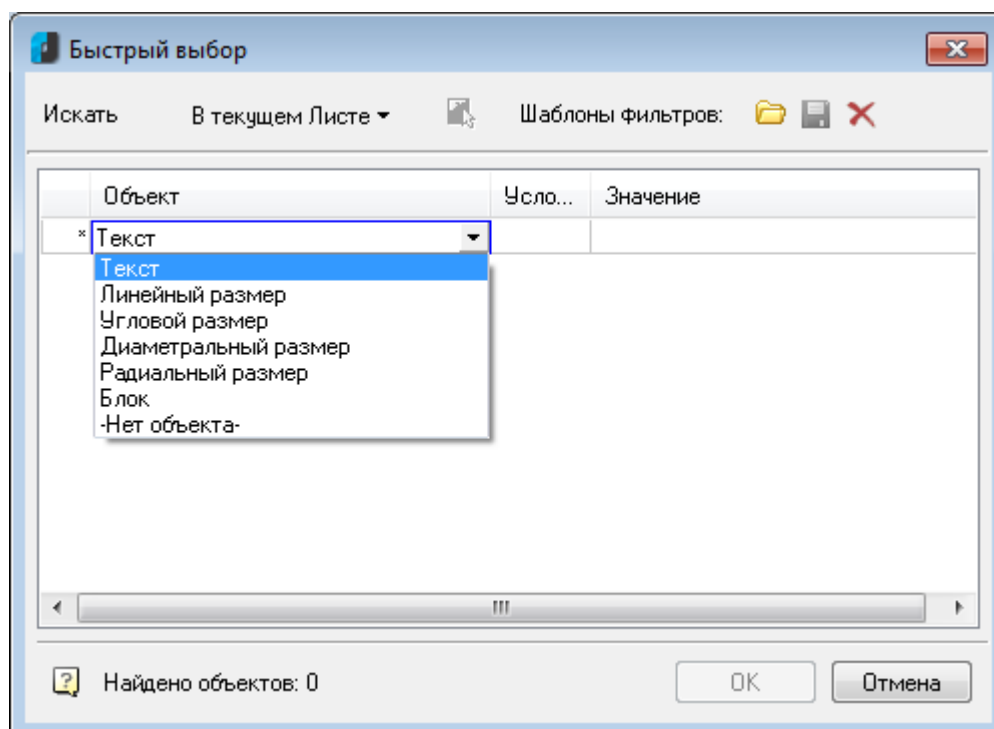 Быстрый выбор
Искать В текущем Листе Шаблоны фильтров:
Объект Усло... Значение
* Текст
Текст
Линейный размер
Угловой размер
Диаметральный размер
Радиальный размер
Блок
-Нет объекта-
? Найдено объектов: 0 OK Отмена